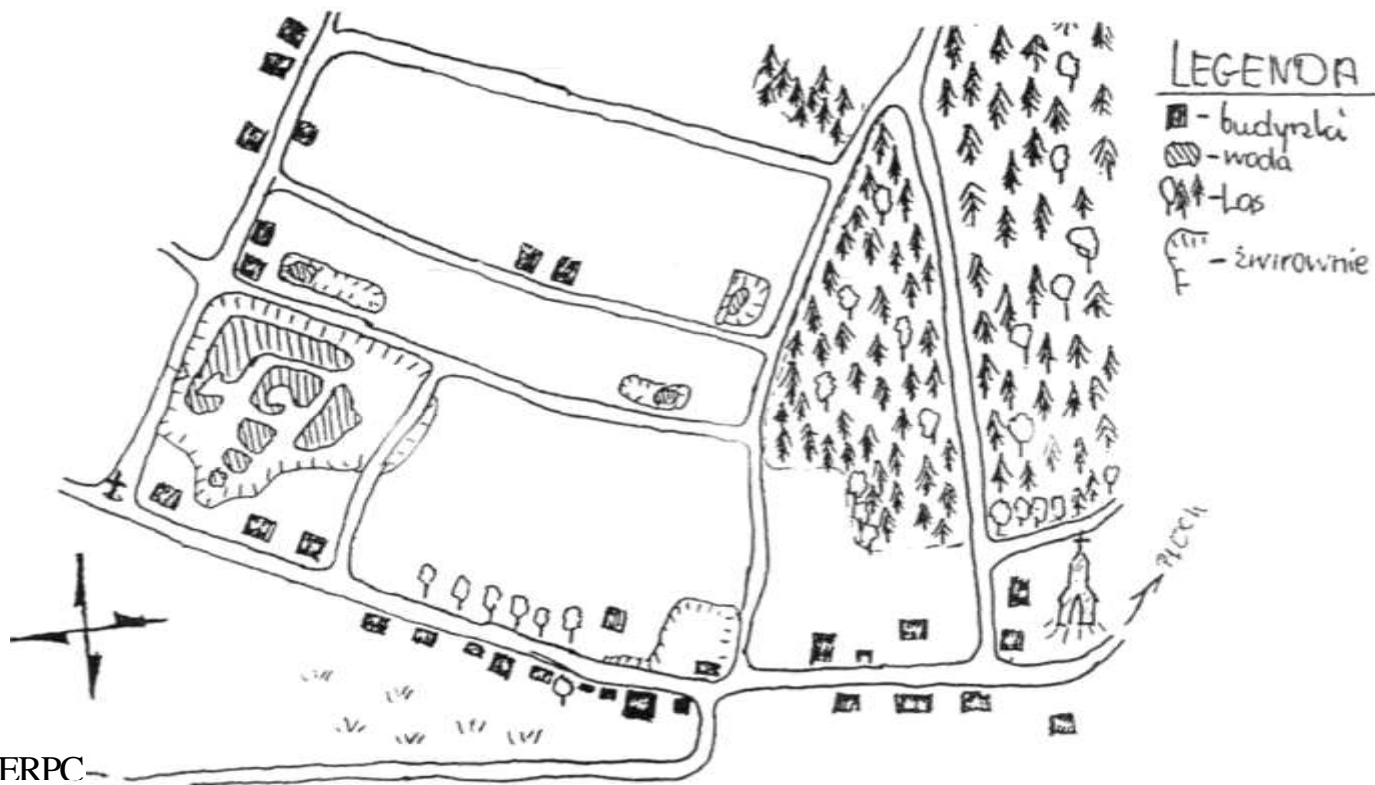 LEGENDA
- budynki
- woda
- Las
- żwirownie
PŁOCK
ERPC